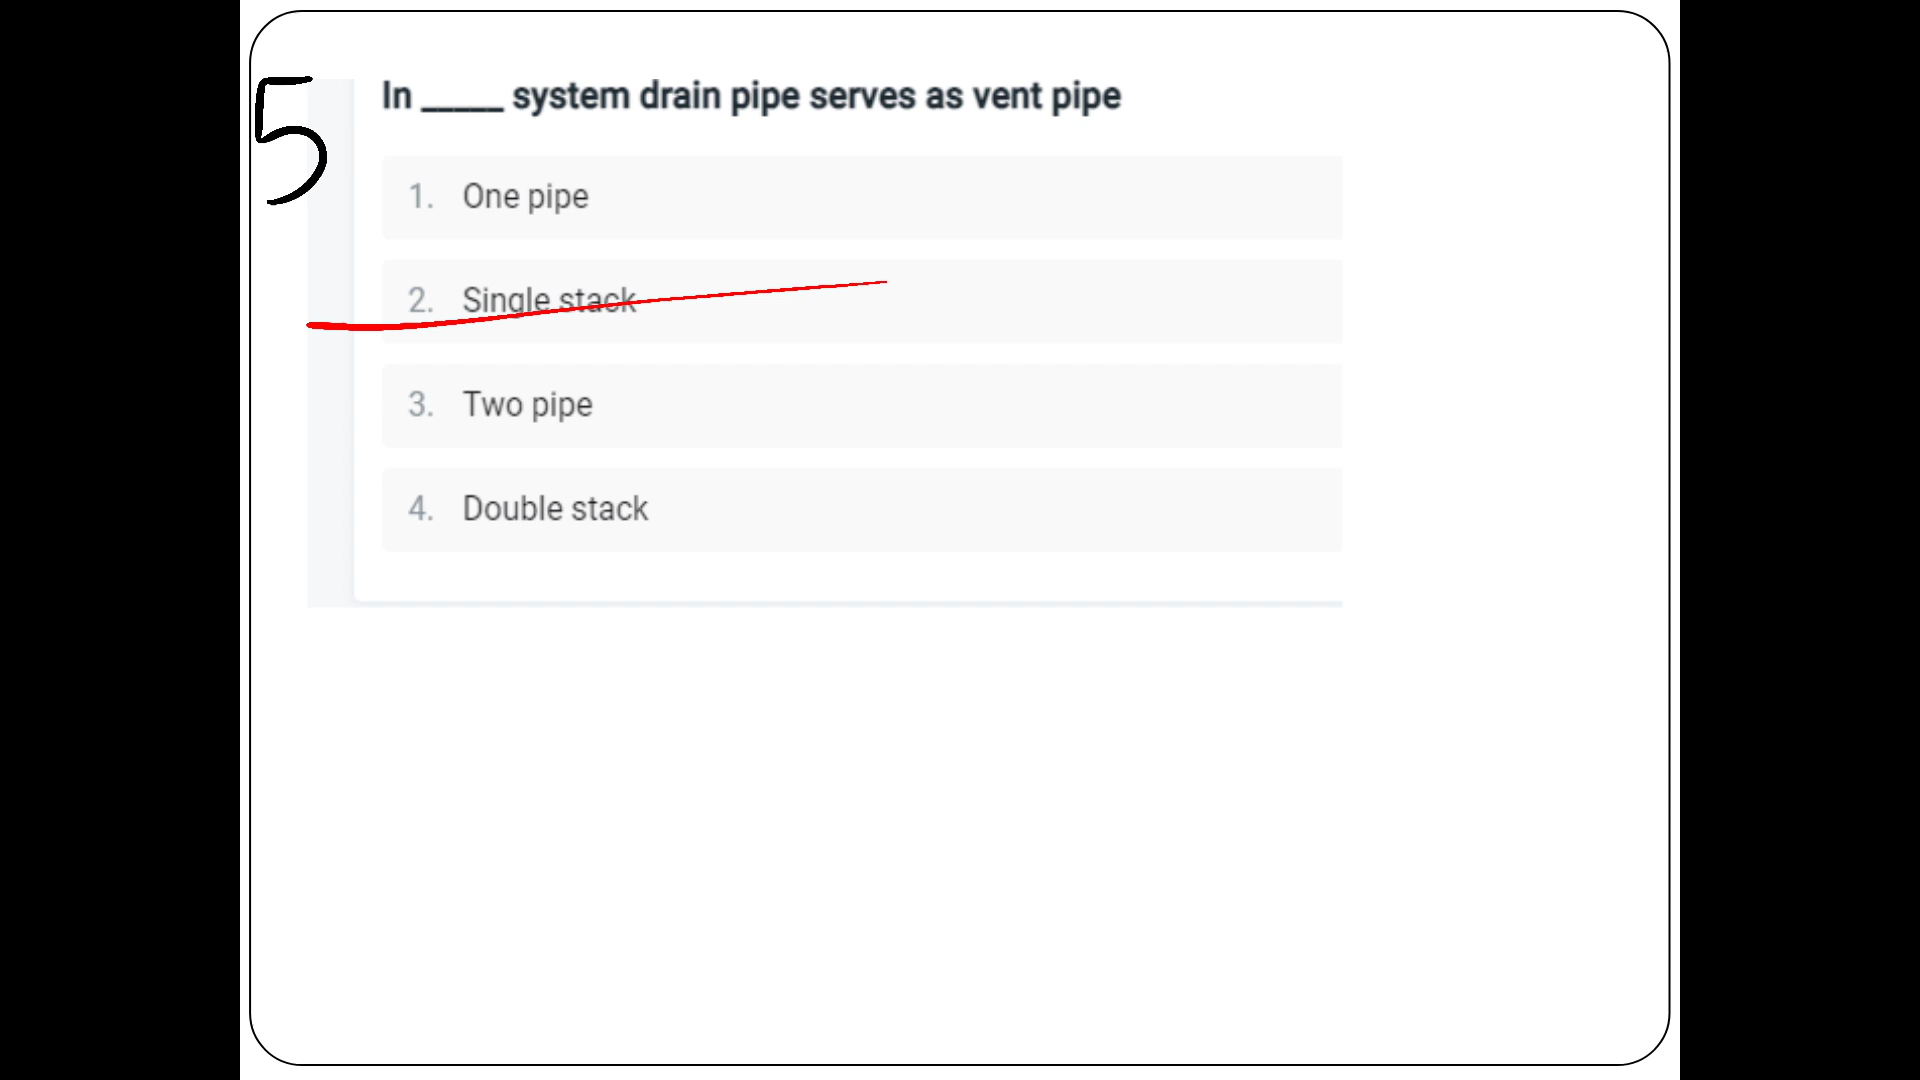 5
In _____ system drain pipe serves as vent pipe
1. One pipe
2. Single stack
3. Two pipe
4. Double stack